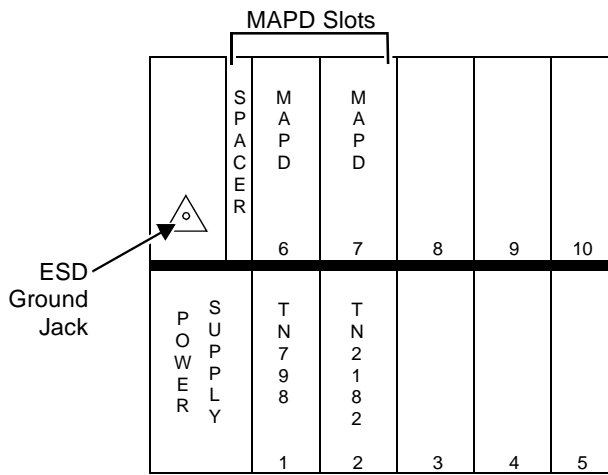 MAPD Slots
SPACER
MAPD
MAPD
6
7
8
9
10
ESD
Ground
Jack
POWER
SUPPLY
TN798
TN2182
1
2
3
4
5